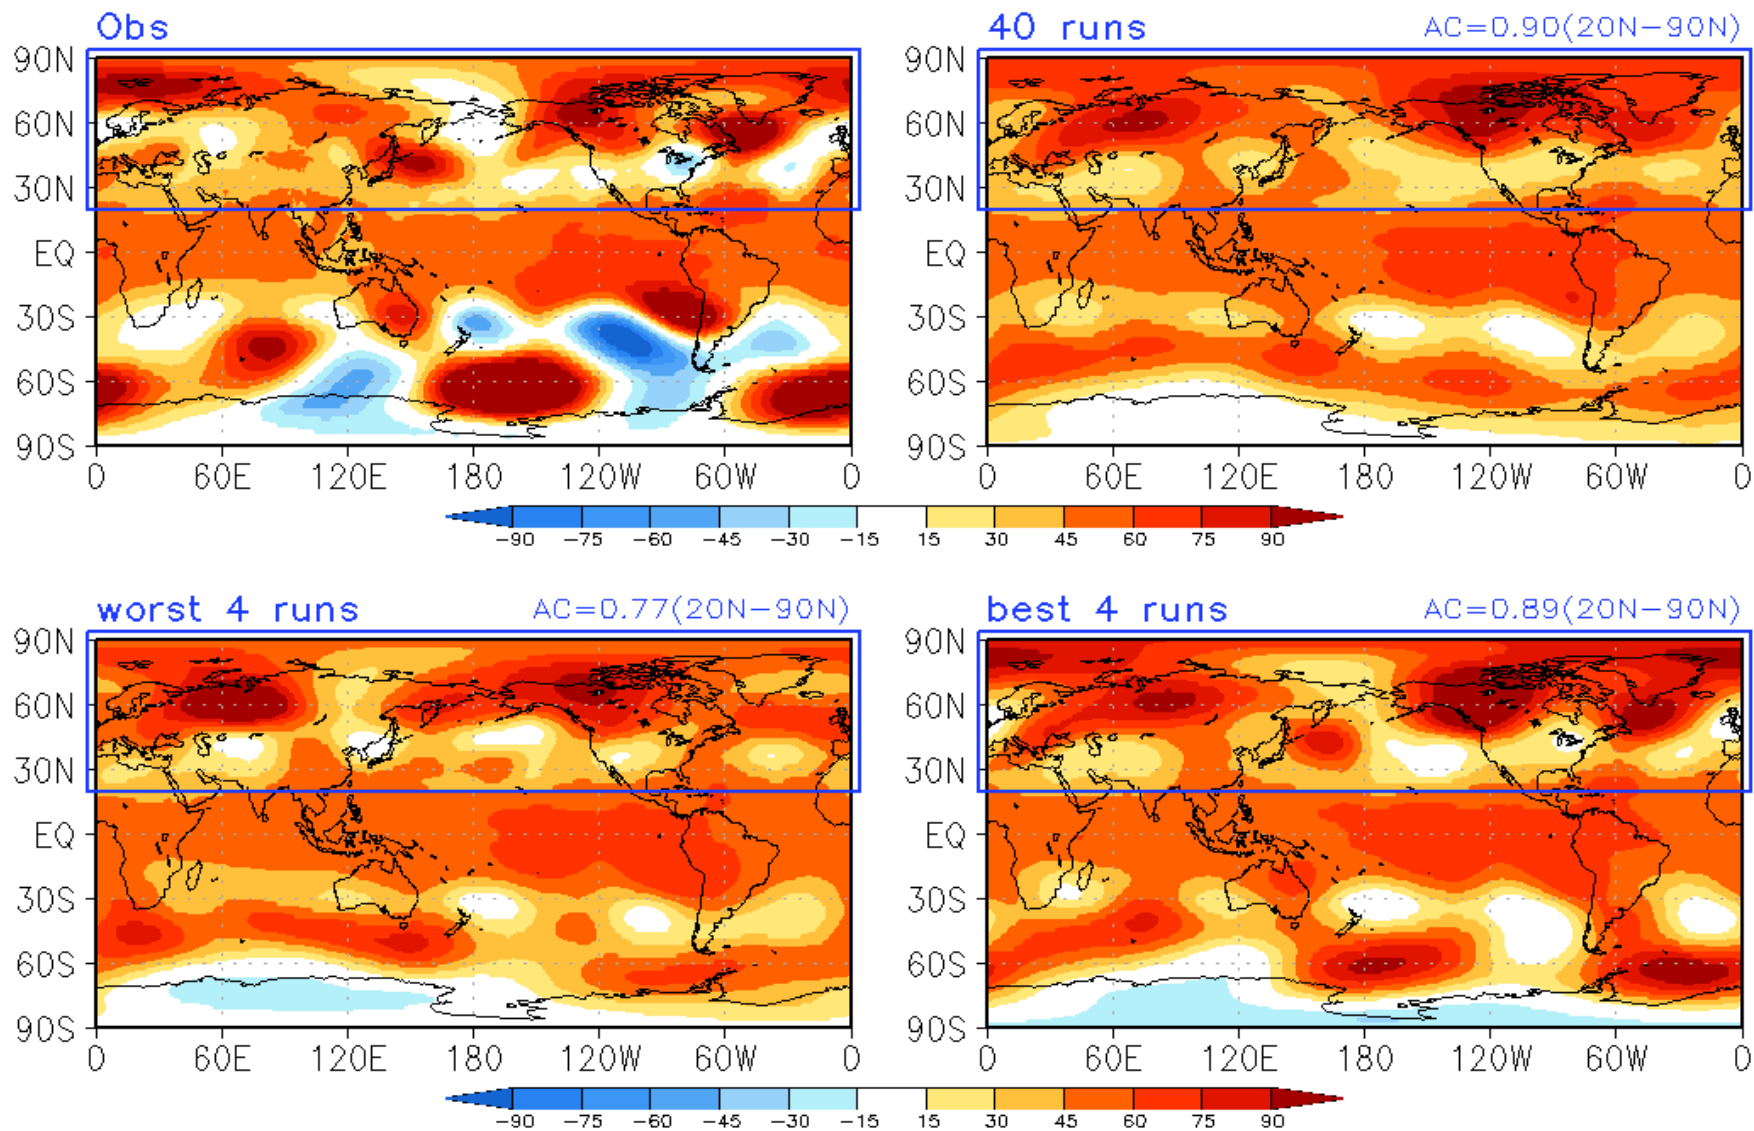 Obs
40 runs AC=0.90(20N−90N)
90N 90N
60N 60N
30N 30N
EQ EQ
30S 30S
60S 60S
90S 90S
0 60E 120E 180 120W 60W 0 0 60E 120E 180 120W 60W 0
−90 −75 −60 −45 −30 −15 15 30 45 60 75 90
worst 4 runs AC=0.77(20N−90N) best 4 runs AC=0.89(20N−90N)
90N 90N
60N 60N
30N 30N
EQ EQ
30S 30S
60S 60S
90S 90S
0 60E 120E 180 120W 60W 0 0 60E 120E 180 120W 60W 0
−90 −75 −60 −45 −30 −15 15 30 45 60 75 90